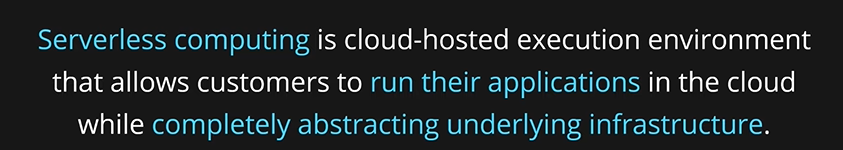 Serverless computing is cloud-hosted execution environment
that allows customers to run their applications in the cloud
while completely abstracting underlying infrastructure.